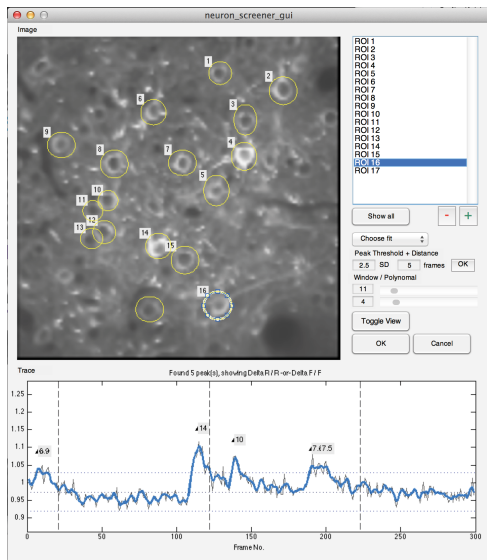 neuron_screener_gui
Image
1
2
3
4
5
6
7
8
9
10
11
12
13
14
15
16
ROI 1
ROI 2
ROI 3
ROI 4
ROI 5
ROI 6
ROI 7
ROI 8
ROI 9
ROI 10
ROI 11
ROI 12
ROI 13
ROI 14
ROI 15
ROI 16
ROI 17
Show all
-
+
Choose fit
Peak Threshold + Distance
2.5 SD 5 frames OK
Window / Polynomal
11
4
Toggle View
OK Cancel
Trace
Found 5 peak(s), showing Delta R / R -or- Delta F / F
1.25
1.2
1.15
1.1
1.05
1
0.95
0.9
6.9
14
10
7.5
0 50 100 150 200 250 300
Frame No.